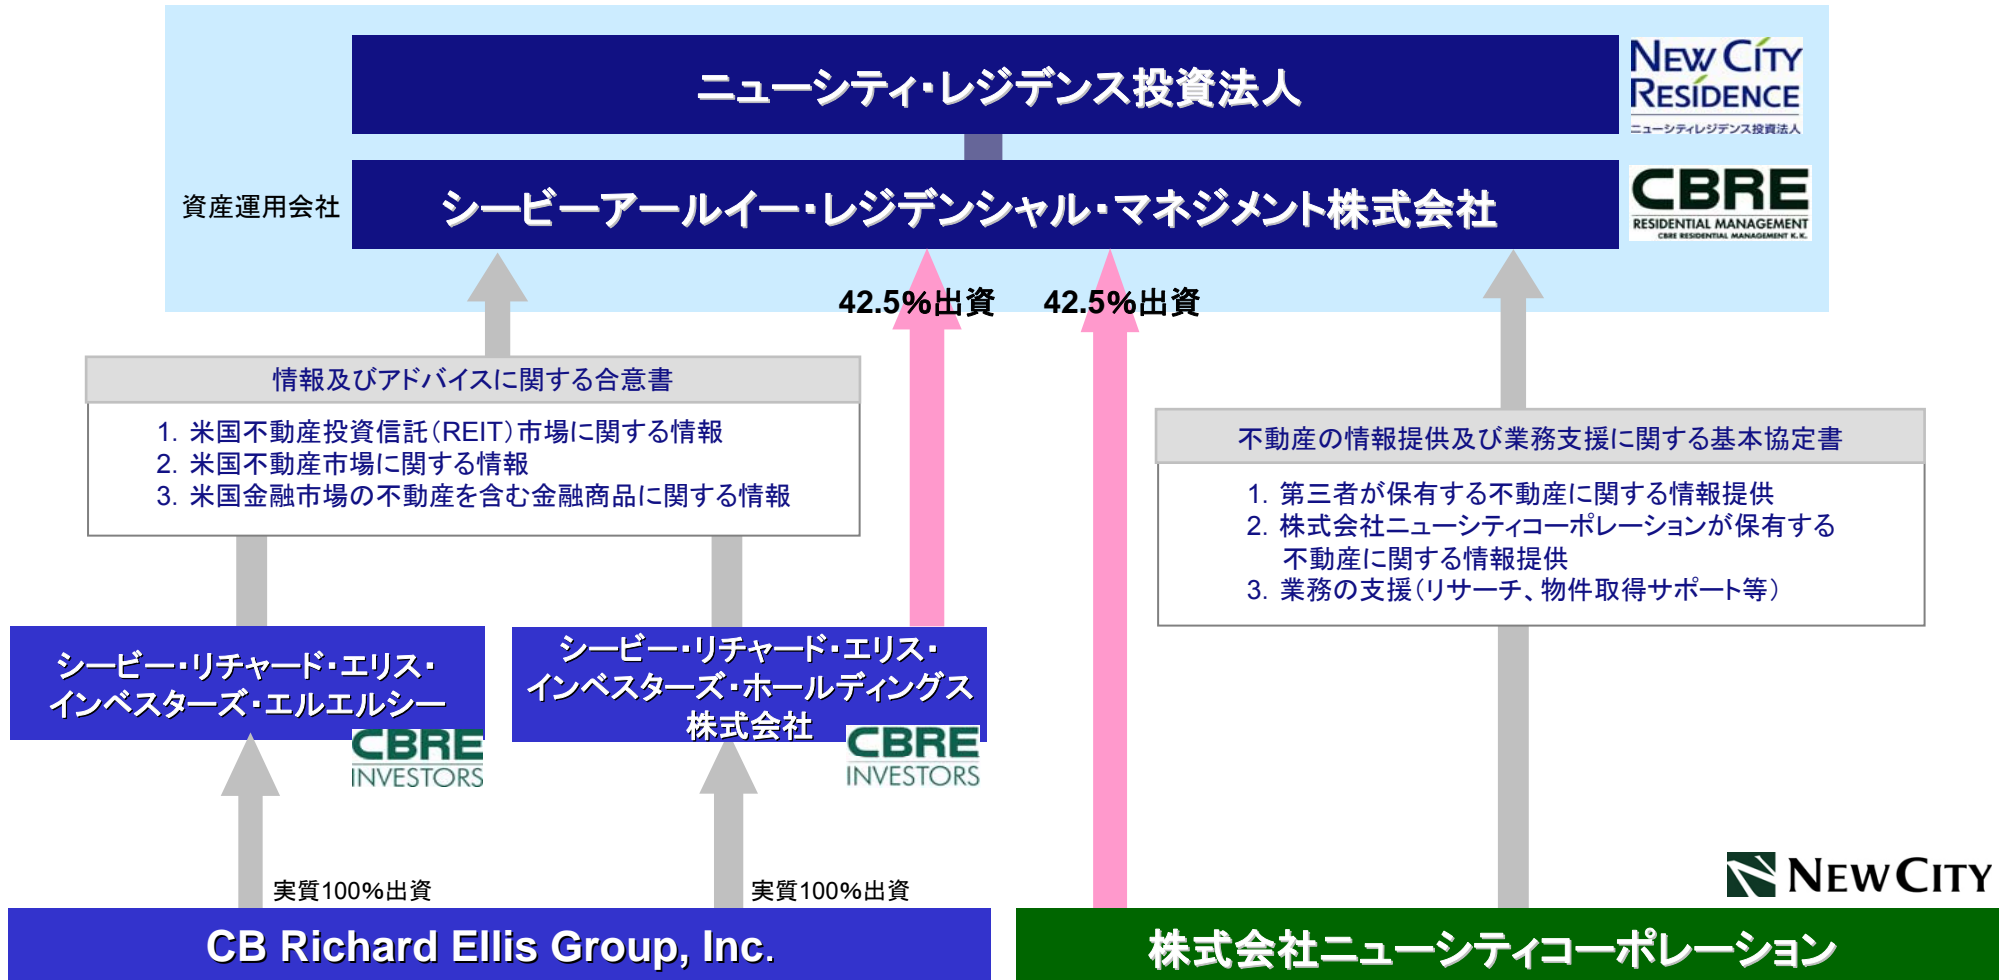 ニューシティ・レジデンス投資法人
NEW CITY
RESIDENCE
ニューシティレジデンス投資法人
資産運用会社
シービーアールイー・レジデンシャル・マネジメント株式会社
CBRE
RESIDENTIAL MANAGEMENT
CBRE RESIDENTIAL MANAGEMENT K.K.
42.5%出資
42.5%出資
情報及びアドバイスに関する合意書
1. 米国不動産投資信託(REIT)市場に関する情報
2. 米国不動産市場に関する情報
3. 米国金融市場の不動産を含む金融商品に関する情報
不動産の情報提供及び業務支援に関する基本協定書
1. 第三者が保有する不動産に関する情報提供
2. 株式会社ニューシティコーポレーションが保有する
不動産に関する情報提供
3. 業務の支援(リサーチ、物件取得サポート等)
シービー・リチャード・エリス・
インベスターズ・エルエルシー
CBRE
INVESTORS
シービー・リチャード・エリス・
インベスターズ・ホールディングス
株式会社
CBRE
INVESTORS
実質100%出資
実質100%出資
NEW CITY
CB Richard Ellis Group, Inc.
株式会社ニューシティコーポレーション